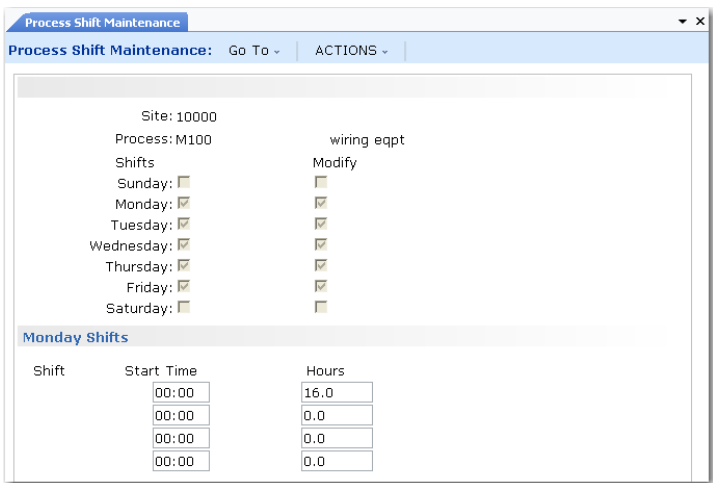 Process Shift Maintenance
Process Shift Maintenance: Go To ACTIONS
Site: 10000
Process: M100 wiring eqpt
Shifts Modify
Sunday:
Monday:
Tuesday:
Wednesday:
Thursday:
Friday:
Saturday:
Monday Shifts
Shift Start Time Hours
00:00 16.0
00:00 0.0
00:00 0.0
00:00 0.0